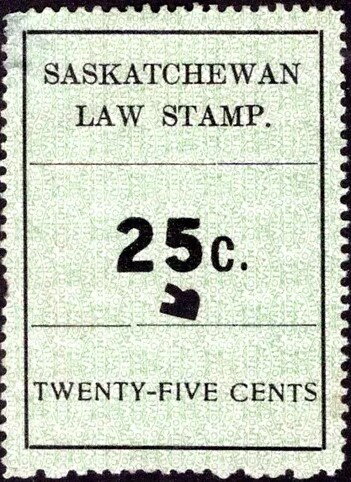 SASKATCHEWAN
LAW STAMP.
25c.
R
TWENTY-FIVE CENTS